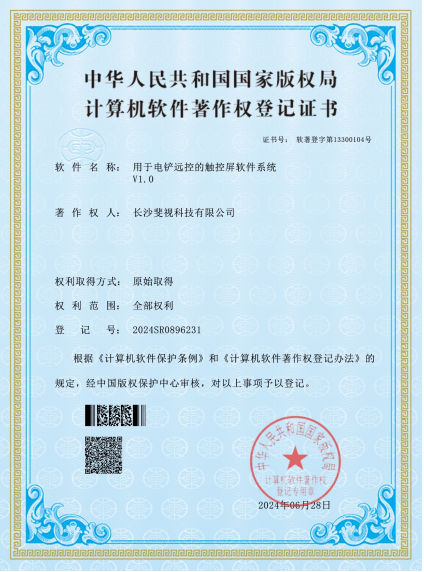 中华人民共和国国家版权局
计算机软件著作权登记证书
证书号： 软著登字第13300104号
软 件 名 称： 用于电铲远控的触控屏软件系统
V1.0
著 作 权 人： 长沙斐视科技有限公司
权利取得方式： 原始取得
权 利 范 围： 全部权利
登 记 号： 2024SR0896231
根据《计算机软件保护条例》和《计算机软件著作权登记办法》的
规定，经中国版权保护中心审核，对以上事项予以登记。
中华人民共和国国家版权局
计算机软件著作权
登记专用章
2024年06月28日